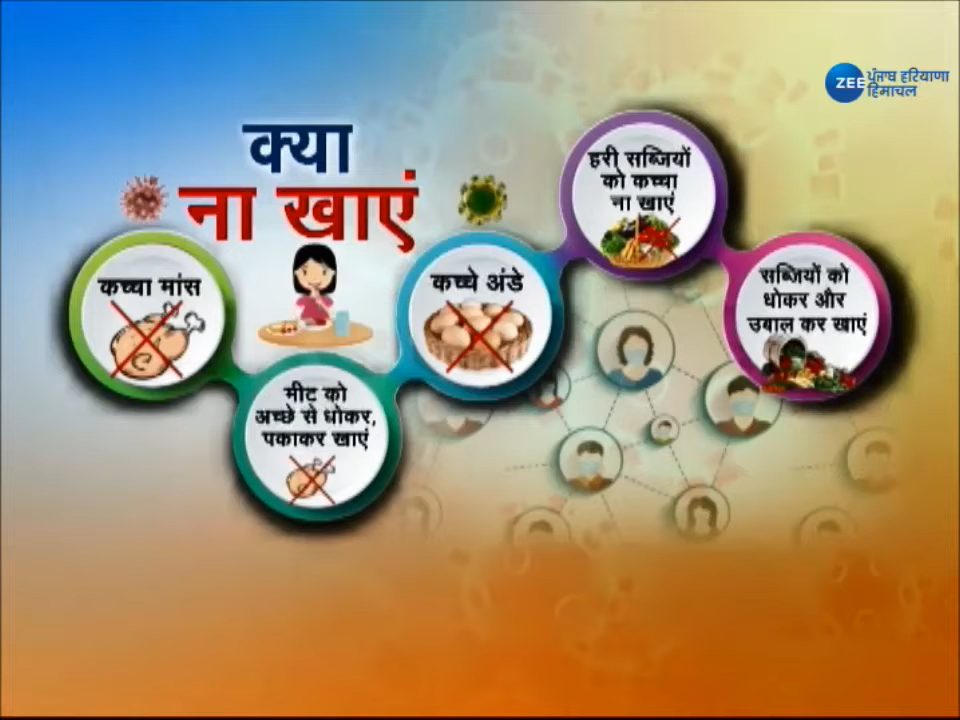 ZEE ਪੰਜਾਬ हरियाणा
हिमाचल
क्या
ना खाएं
कच्चा मांस
मीट को
अच्छे से धोकर,
पकाकर खाएं
कच्चे अंडे
हरी सब्जियों
को कच्चा
ना खाएं
सब्जियों को
धोकर और
उबाल कर खाएं